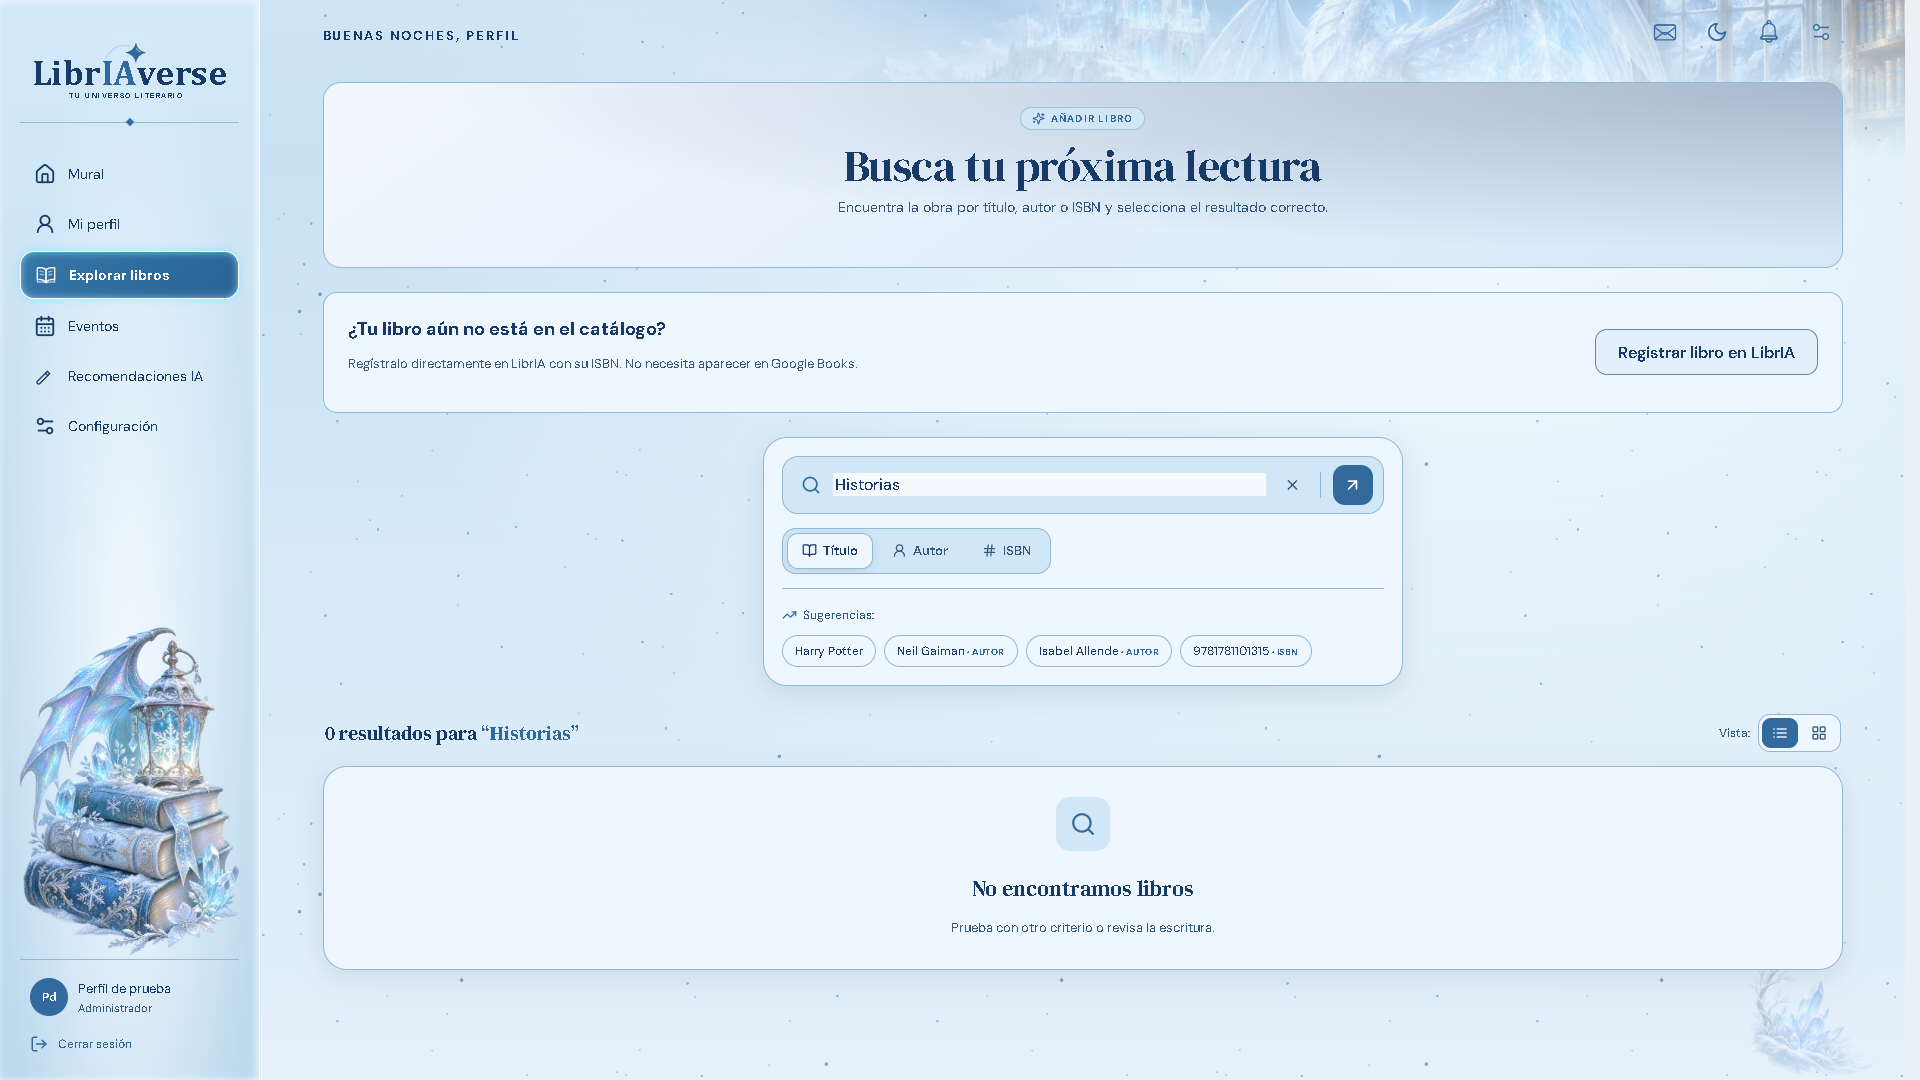 LibrIAverse
TU UNIVERSO LITERARIO
Mural
Mi perfil
Explorar libros
Eventos
Recomendaciones IA
Configuración
Pd
Perfil de prueba
Administrador
Cerrar sesión
BUENAS NOCHES, PERFIL
AÑADIR LIBRO
Busca tu próxima lectura
Encuentra la obra por título, autor o ISBN y selecciona el resultado correcto.
¿Tu libro aún no está en el catálogo?
Regístralo directamente en LibrIA con su ISBN. No necesita aparecer en Google Books.
Registrar libro en LibrIA
Historias
Título Autor ISBN
Sugerencias:
Harry Potter Neil Gaiman · AUTOR Isabel Allende · AUTOR 9781781101315 · ISBN
0 resultados para “Historias”
Vista:
No encontramos libros
Prueba con otro criterio o revisa la escritura.